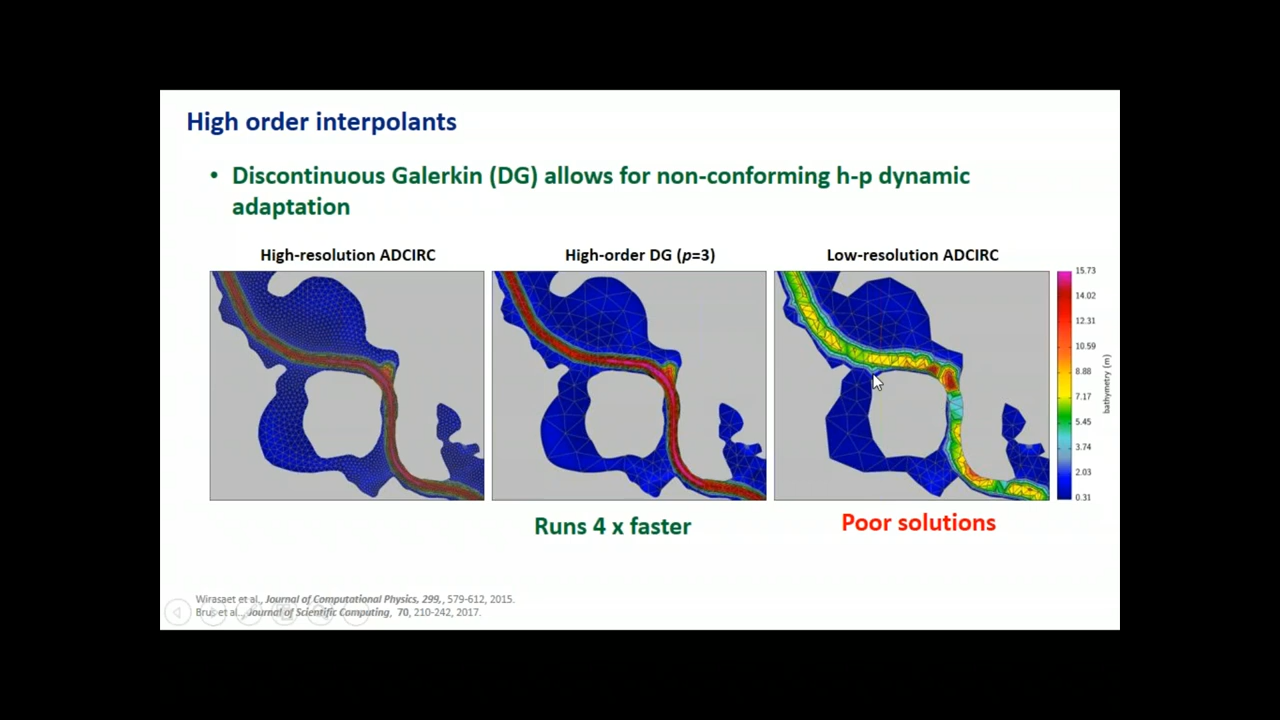 High order interpolants
• Discontinuous Galerkin (DG) allows for non-conforming h-p dynamic
adaptation
High-resolution ADCIRC
High-order DG (p=3)
Low-resolution ADCIRC
15.73
14.02
12.31
10.59
8.88
7.17
5.45
3.74
2.03
0.31
bathymetry (m)
Runs 4 x faster
Poor solutions
Wirasaet et al., Journal of Computational Physics, 299,, 579-612, 2015.
et al., Journal of Scientific Computing, 70, 210-242, 2017.